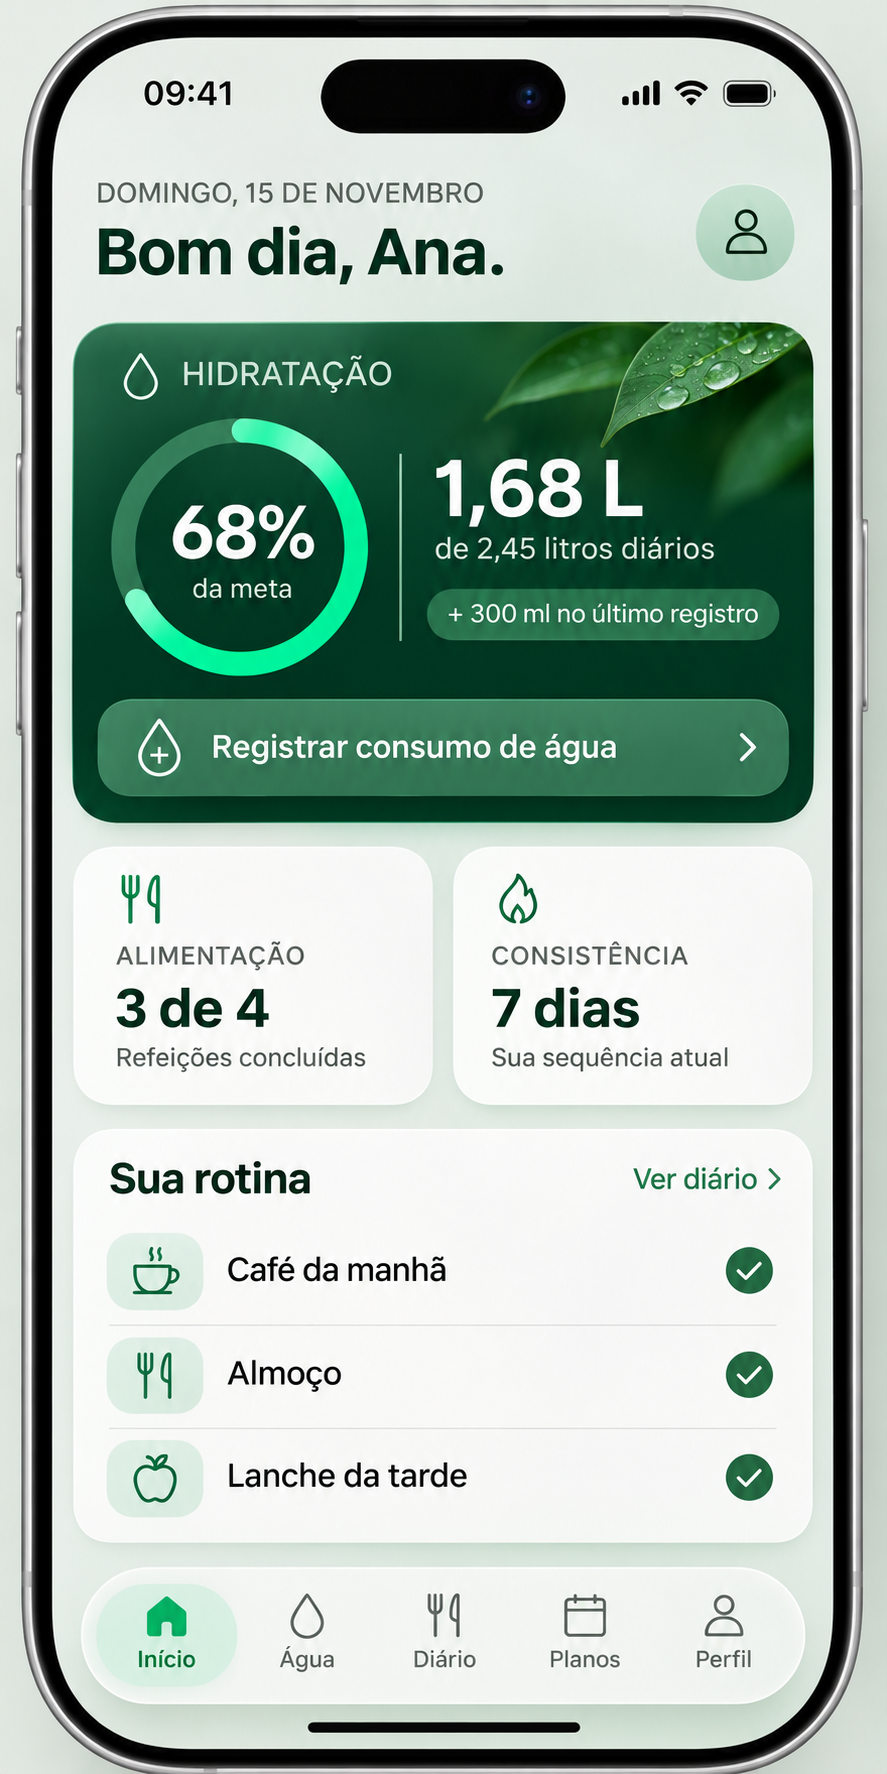 09:41
DOMINGO, 15 DE NOVEMBRO
Bom dia, Ana.
HIDRATAÇÃO
68%
da meta
1,68 L
de 2,45 litros diários
+ 300 ml no último registro
Registrar consumo de água
ALIMENTAÇÃO
3 de 4
Refeições concluídas
CONSISTÊNCIA
7 dias
Sua sequência atual
Sua rotina
Ver diário
Café da manhã
Almoço
Lanche da tarde
Início
Água
Diário
Planos
Perfil